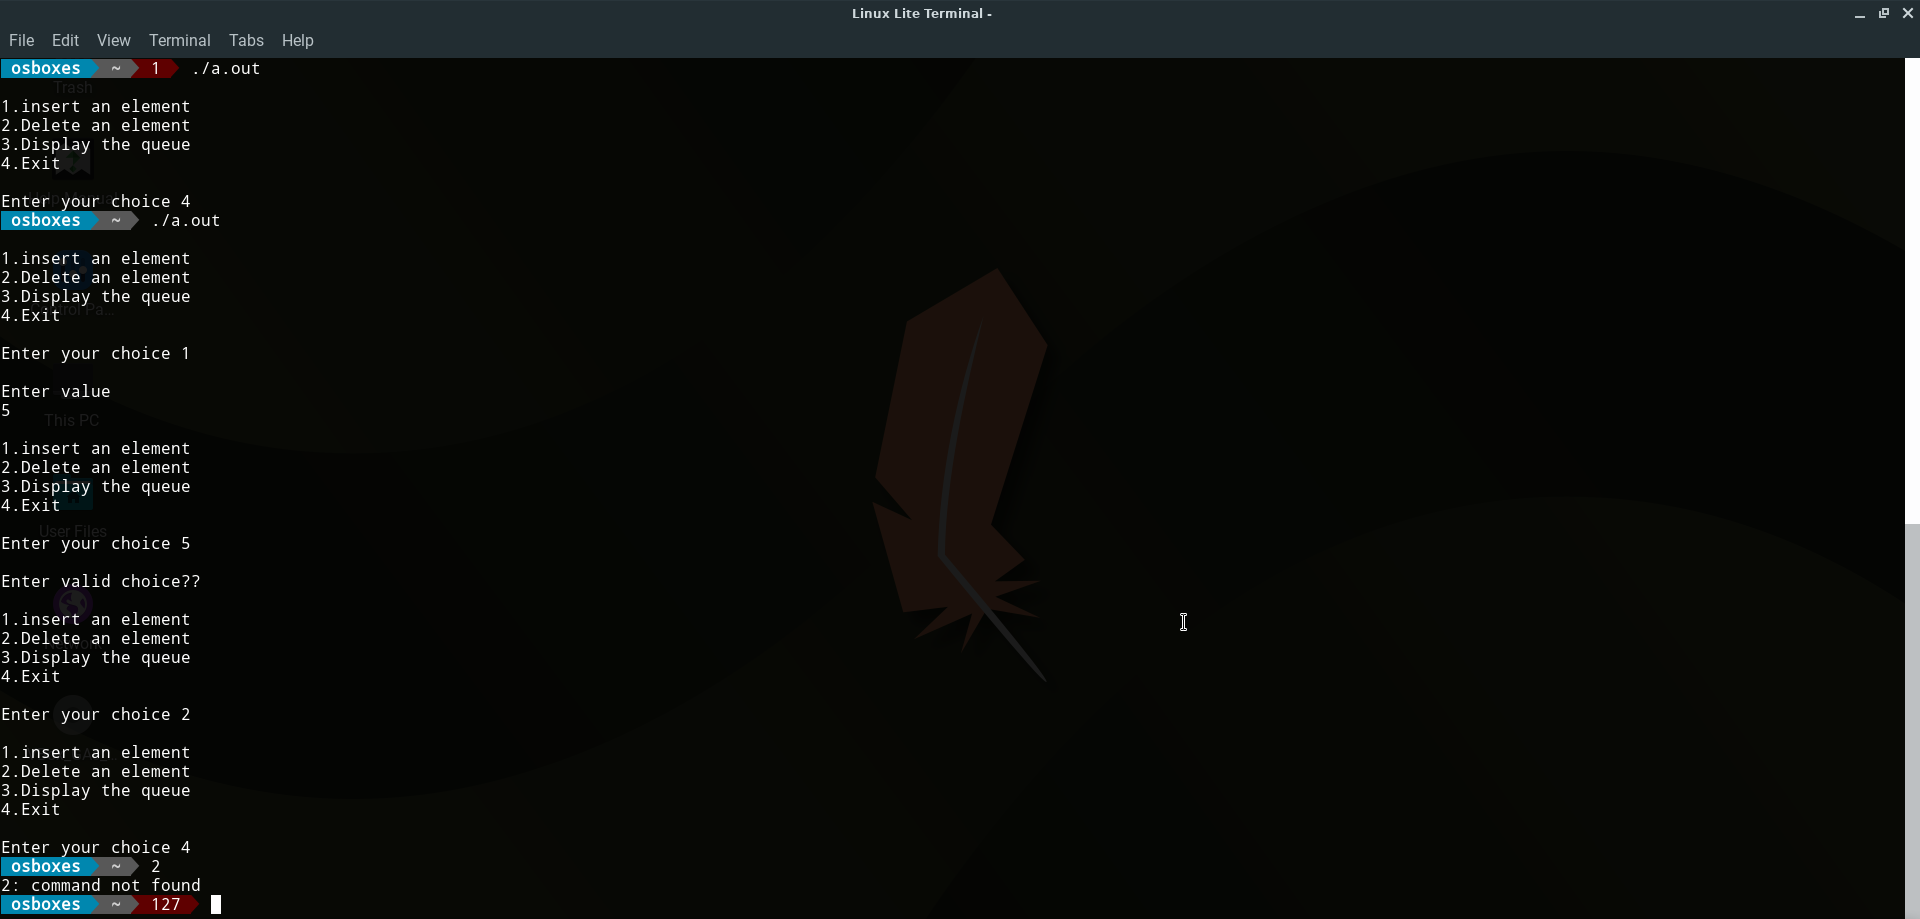 Linux Lite Terminal -
File Edit View Terminal Tabs Help
osboxes ~ 1 ./a.out
Trash
1.insert an element
2.Delete an element
3.Display the queue
4.Exit
Enter your choice 4
osboxes ~ ./a.out
1.insert an element
2.Delete an element
3.Display the queue
4.Exit
Enter your choice 1
Enter value
5
This PC
1.insert an element
2.Delete an element
3.Display the queue
4.Exit
User Files
Enter your choice 5
Enter valid choice??
1.insert an element
2.Delete an element
3.Display the queue
4.Exit
Enter your choice 2
1.insert an element
2.Delete an element
3.Display the queue
4.Exit
Enter your choice 4
osboxes ~ 2
2: command not found
osboxes ~ 127